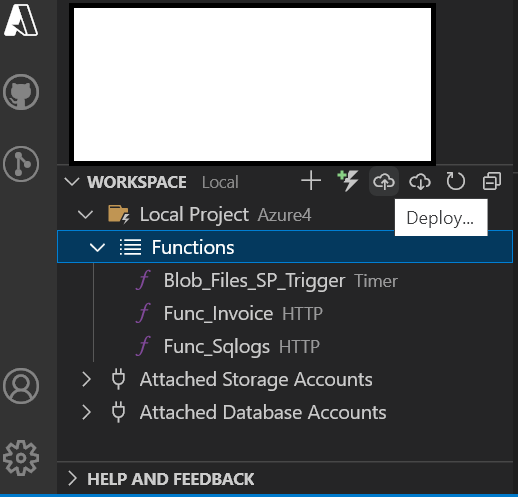 WORKSPACE Local
Local Project Azure4
Deploy...
Functions
Blob_Files_SP_Trigger Timer
Func_Invoice HTTP
Func_Sqlogs HTTP
Attached Storage Accounts
Attached Database Accounts
HELP AND FEEDBACK